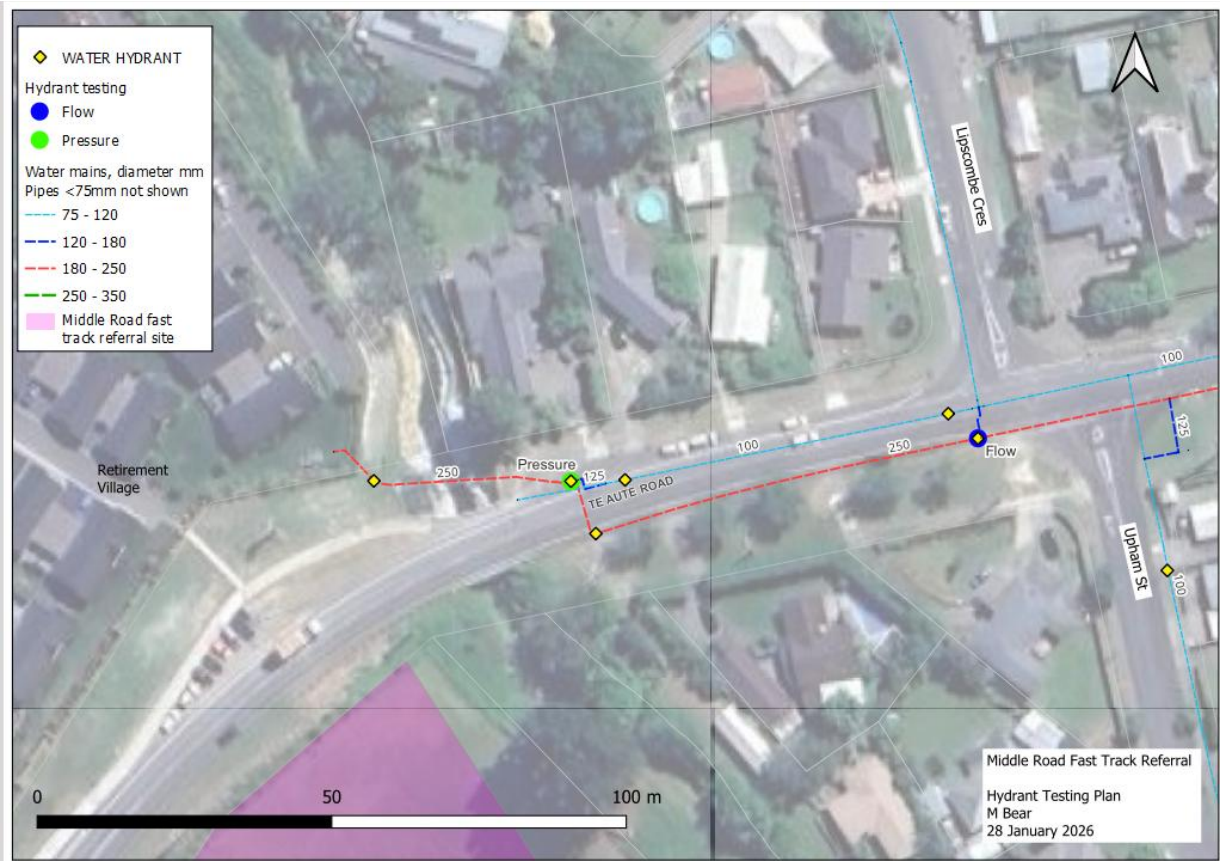 WATER HYDRANT
Hydrant testing
Flow
Pressure
Water mains, diameter mm
Pipes <75mm not shown
75 - 120
120 - 180
180 - 250
250 - 350
Middle Road fast
track referral site
Lipscombe Cres
100
125
100
250
Flow
Pressure
125
250
TE AUTE ROAD
Retirement
Village
Upham St
100
0
50
100 m
Middle Road Fast Track Referral
Hydrant Testing Plan
M Bear
28 January 2026